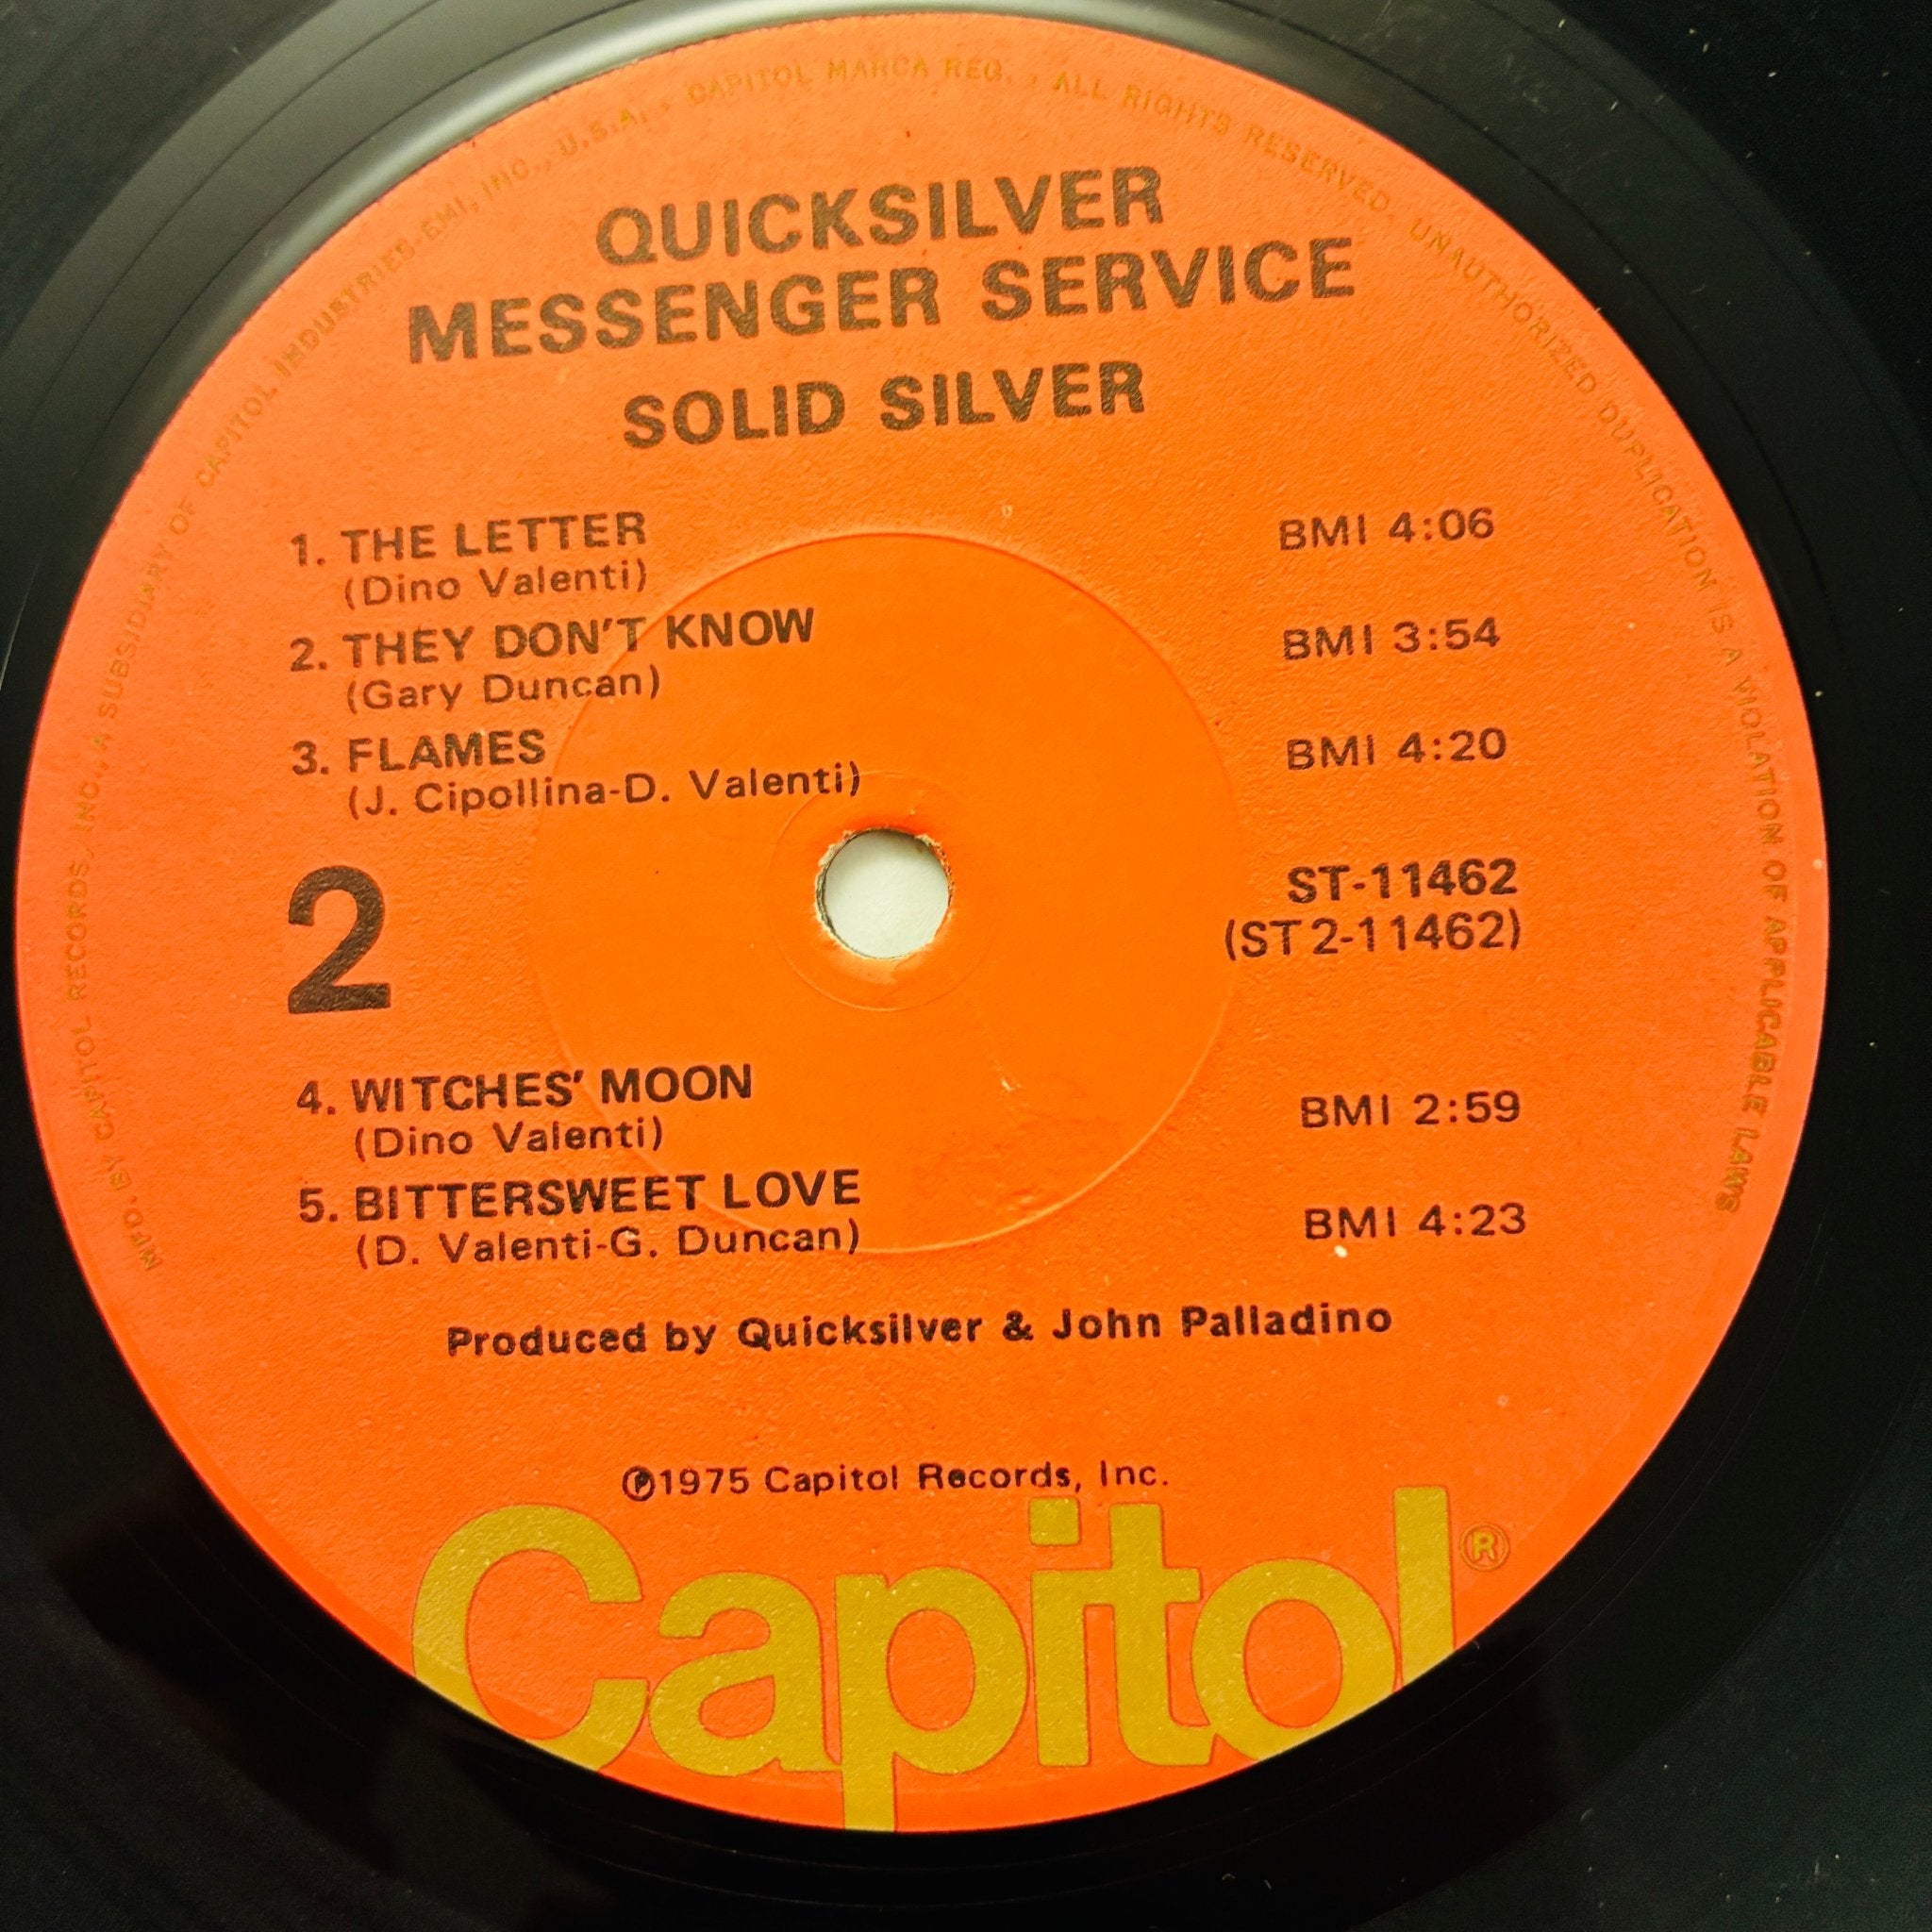 MFD. BY CAPITOL RECORDS, INC., A SUBSIDIARY OF CAPITOL INDUSTRIES-EMI, INC., U.S.A. • CAPITOL MARCA REG. • ALL RIGHTS RESERVED. UNAUTHORIZED DUPLICATION IS A VIOLATION OF APPLICABLE LAWS
QUICKSILVER
MESSENGER SERVICE
SOLID SILVER
1. THE LETTER BMI 4:06
(Dino Valenti)
2. THEY DON'T KNOW BMI 3:54
(Gary Duncan)
3. FLAMES BMI 4:20
(J. Cipollina-D. Valenti)
2
ST-11462
(ST2-11462)
4. WITCHES' MOON BMI 2:59
(Dino Valenti)
5. BITTERSWEET LOVE BMI 4:23
(D. Valenti-G. Duncan)
Produced by Quicksilver & John Palladino
℗1975 Capitol Records, Inc.
Capitol®